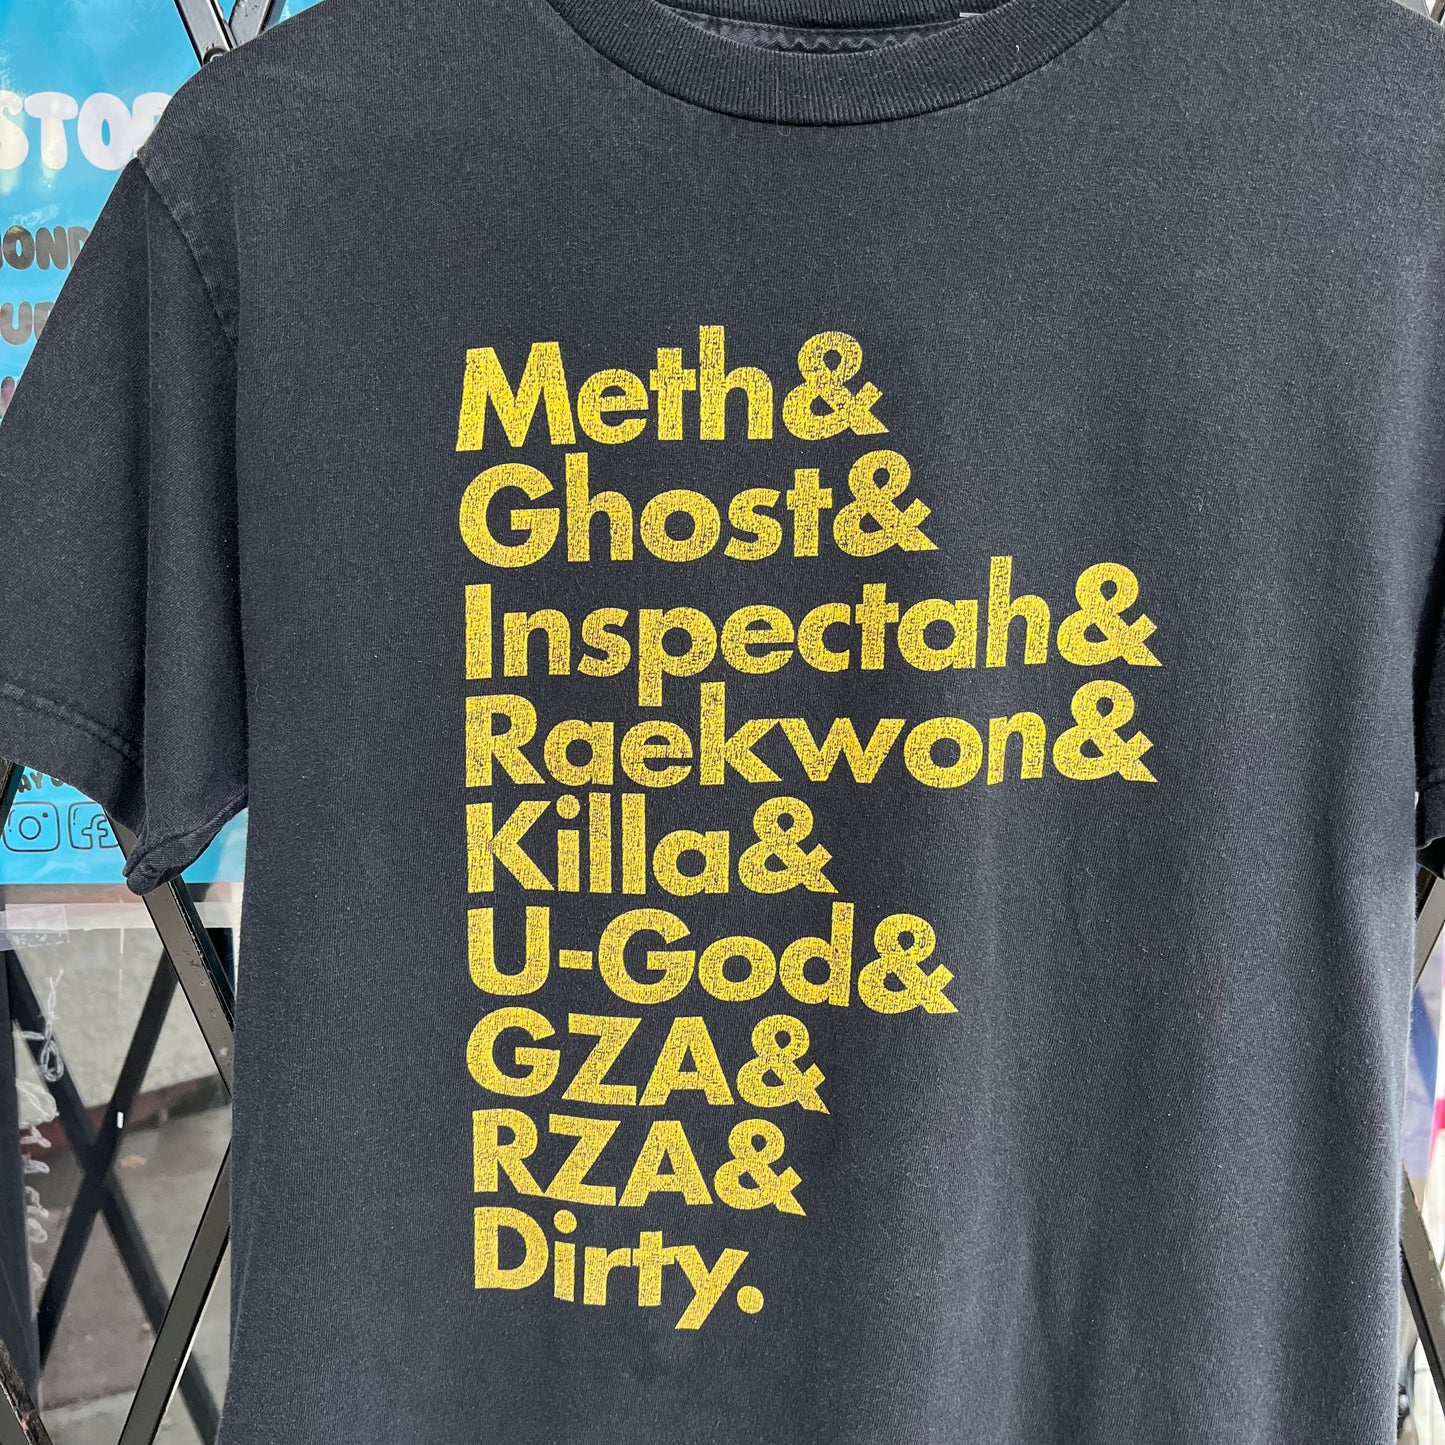 Meth&
Ghost&
Inspectah&
Raekwon&
Killa&
U-God&
GZA&
RZA&
Dirty.